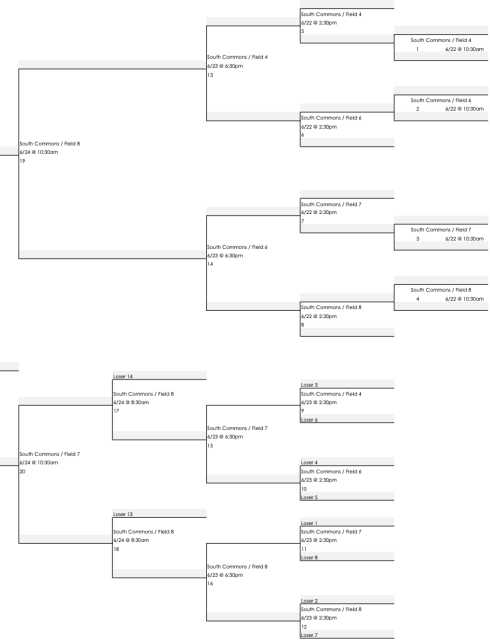 South Commons / Field 4
6/22 @ 2:30pm
5
South Commons / Field 4
1 6/22 @ 10:30am
South Commons / Field 4
6/23 @ 6:30pm
13
South Commons / Field 6
2 6/22 @ 10:30am
South Commons / Field 6
6/22 @ 2:30pm
6
South Commons / Field 8
6/24 @ 10:30am
19
South Commons / Field 7
6/22 @ 2:30pm
7
South Commons / Field 7
3 6/22 @ 10:30am
South Commons / Field 6
6/23 @ 6:30pm
14
South Commons / Field 8
4 6/22 @ 10:30am
South Commons / Field 8
6/22 @ 2:30pm
8
Loser 14
South Commons / Field 8
6/24 @ 8:30am
17
Loser 3
South Commons / Field 4
6/23 @ 2:30pm
9
Loser 6
South Commons / Field 7
6/23 @ 6:30pm
15
South Commons / Field 7
6/24 @ 10:30am
20
Loser 4
South Commons / Field 6
6/23 @ 2:30pm
10
Loser 5
Loser 13
South Commons / Field 8
6/24 @ 8:30am
18
Loser 1
South Commons / Field 7
6/23 @ 2:30pm
11
Loser 8
South Commons / Field 8
6/23 @ 6:30pm
16
Loser 2
South Commons / Field 8
6/23 @ 2:30pm
12
Loser 7